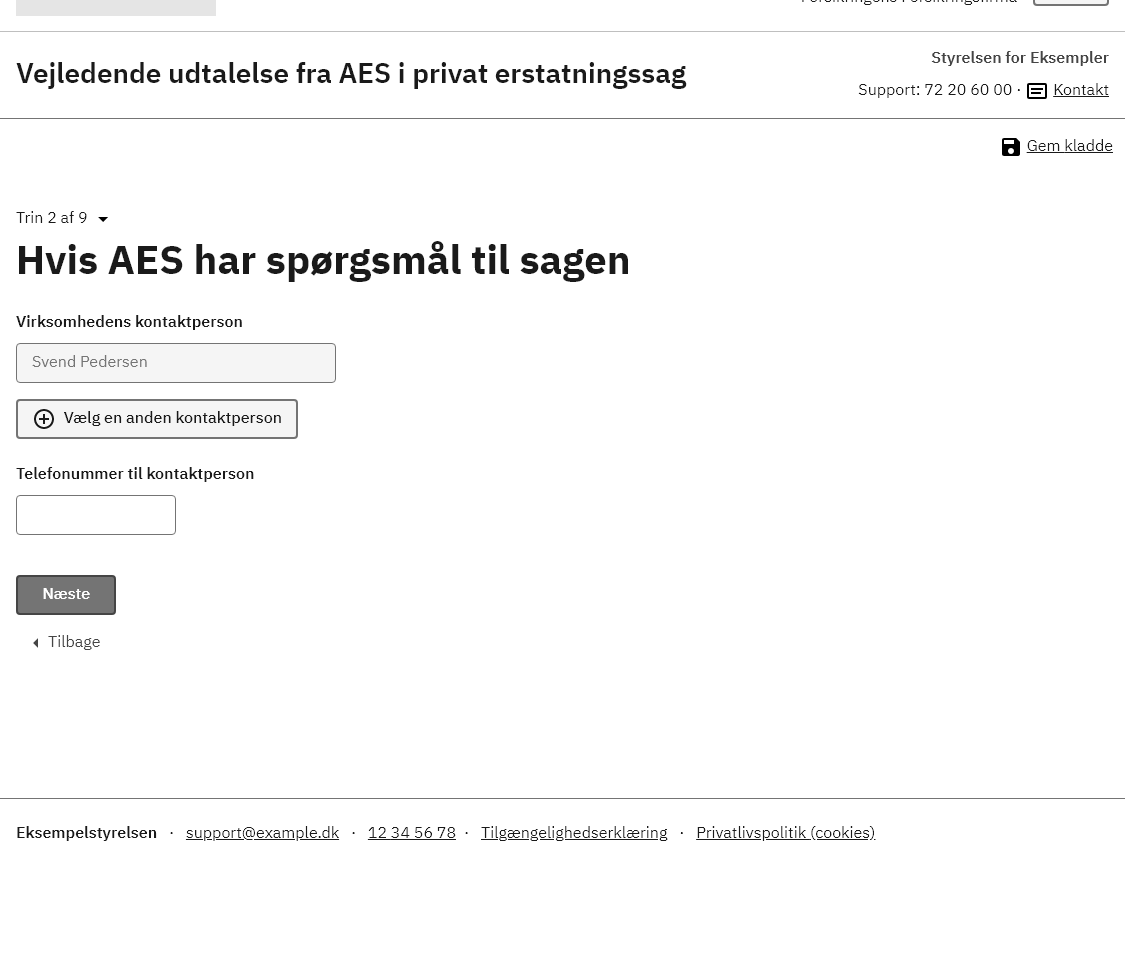 Vejledende udtalelse fra AES i privat erstatningssag
Styrelsen for Eksempler
Support: 72 20 60 00 · Kontakt
Gem kladde
Trin 2 af 9
Hvis AES har spørgsmål til sagen
Virksomhedens kontaktperson
Svend Pedersen
Vælg en anden kontaktperson
Telefonummer til kontaktperson
Næste
Tilbage
Eksempelstyrelsen · support@example.dk · 12 34 56 78 · Tilgængelighedserklæring · Privatlivspolitik (cookies)